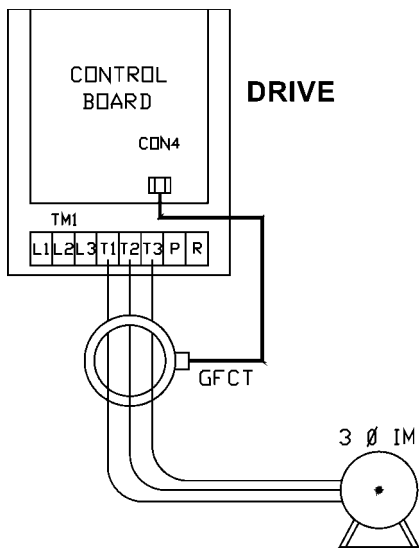 CONTROL
BOARD
DRIVE
CON4
TM1
L1 L2 L3 T1 T2 T3 P R
GFCT
3 Ø IM